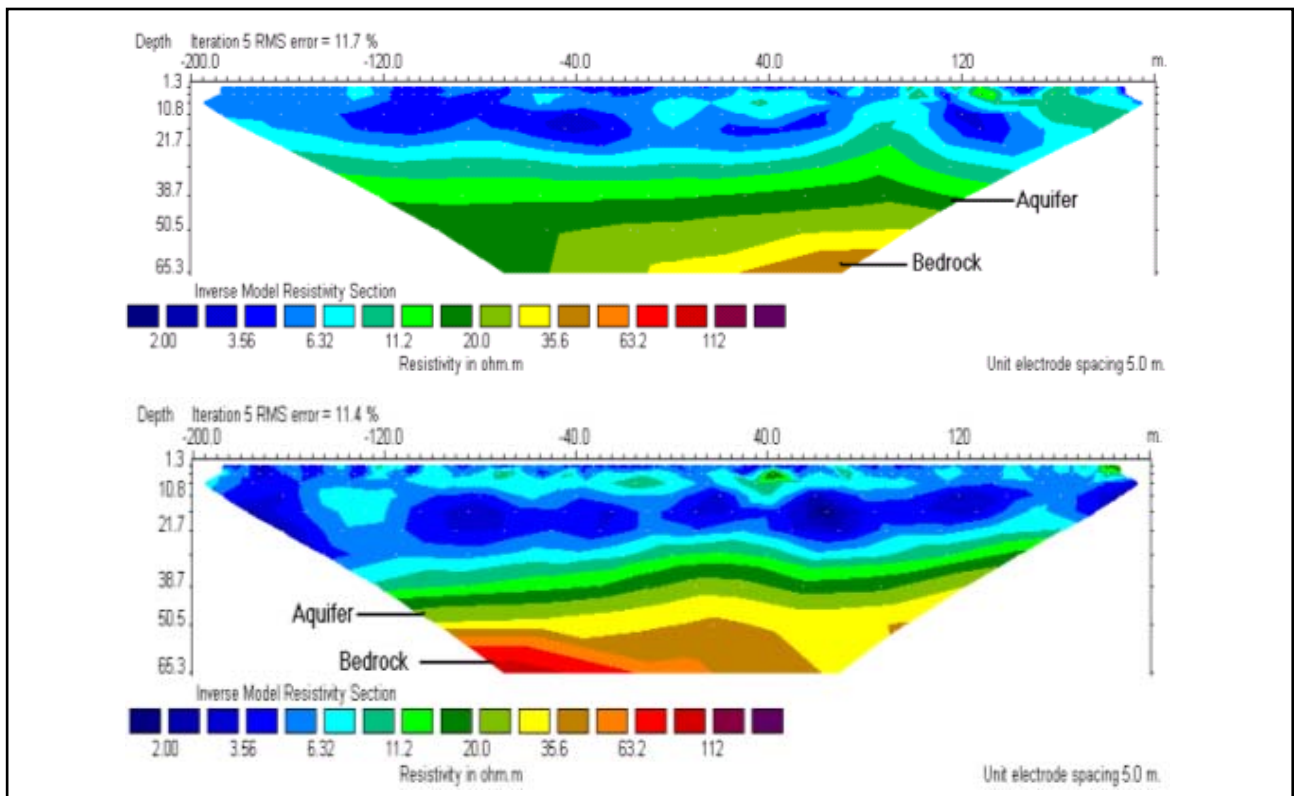 Depth Iteration 5 RMS error = 11.7 %
-200.0 -120.0 -40.0 40.0 120 m.
1.3
10.8
21.7
38.7
50.5
65.3
Aquifer
Bedrock
Inverse Model Resistivity Section
2.00 3.56 6.32 11.2 20.0 35.6 63.2 112
Resistivity in ohm.m
Unit electrode spacing 5.0 m.
Depth Iteration 5 RMS error = 11.4 %
-200.0 -120.0 -40.0 40.0 120 m.
1.3
10.8
21.7
38.7
50.5
65.3
Aquifer
Bedrock
Inverse Model Resistivity Section
2.00 3.56 6.32 11.2 20.0 35.6 63.2 112
Resistivity in ohm.m
Unit electrode spacing 5.0 m.